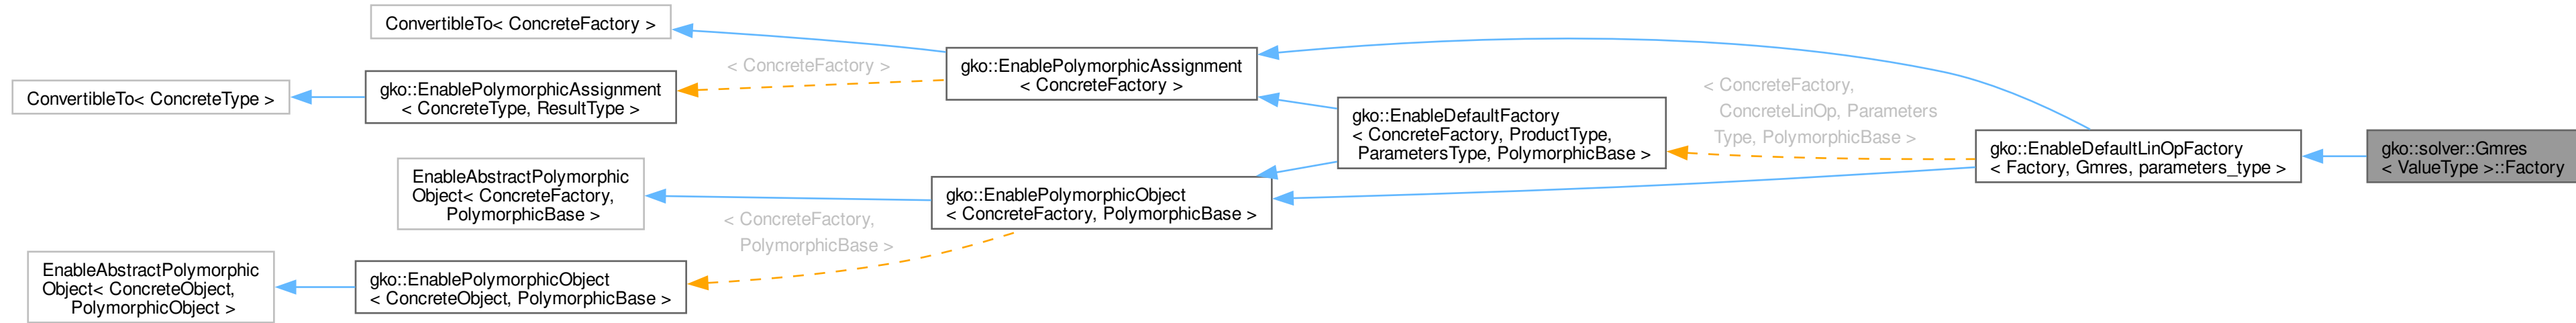 ConvertibleTo< ConcreteFactory >
ConvertibleTo< ConcreteType >
gko::EnablePolymorphicAssignment
< ConcreteType, ResultType >
< ConcreteFactory >
gko::EnablePolymorphicAssignment
< ConcreteFactory >
EnableAbstractPolymorphic
Object< ConcreteFactory,
PolymorphicBase >
EnableAbstractPolymorphic
Object< ConcreteObject,
PolymorphicObject >
gko::EnablePolymorphicObject
< ConcreteObject, PolymorphicBase >
< ConcreteFactory,
PolymorphicBase >
gko::EnablePolymorphicObject
< ConcreteFactory, PolymorphicBase >
gko::EnableDefaultFactory
< ConcreteFactory, ProductType,
ParametersType, PolymorphicBase >
< ConcreteFactory,
ConcreteLinOp, Parameters
Type, PolymorphicBase >
gko::EnableDefaultLinOpFactory
< Factory, Gmres, parameters_type >
gko::solver::Gmres
< ValueType >::Factory